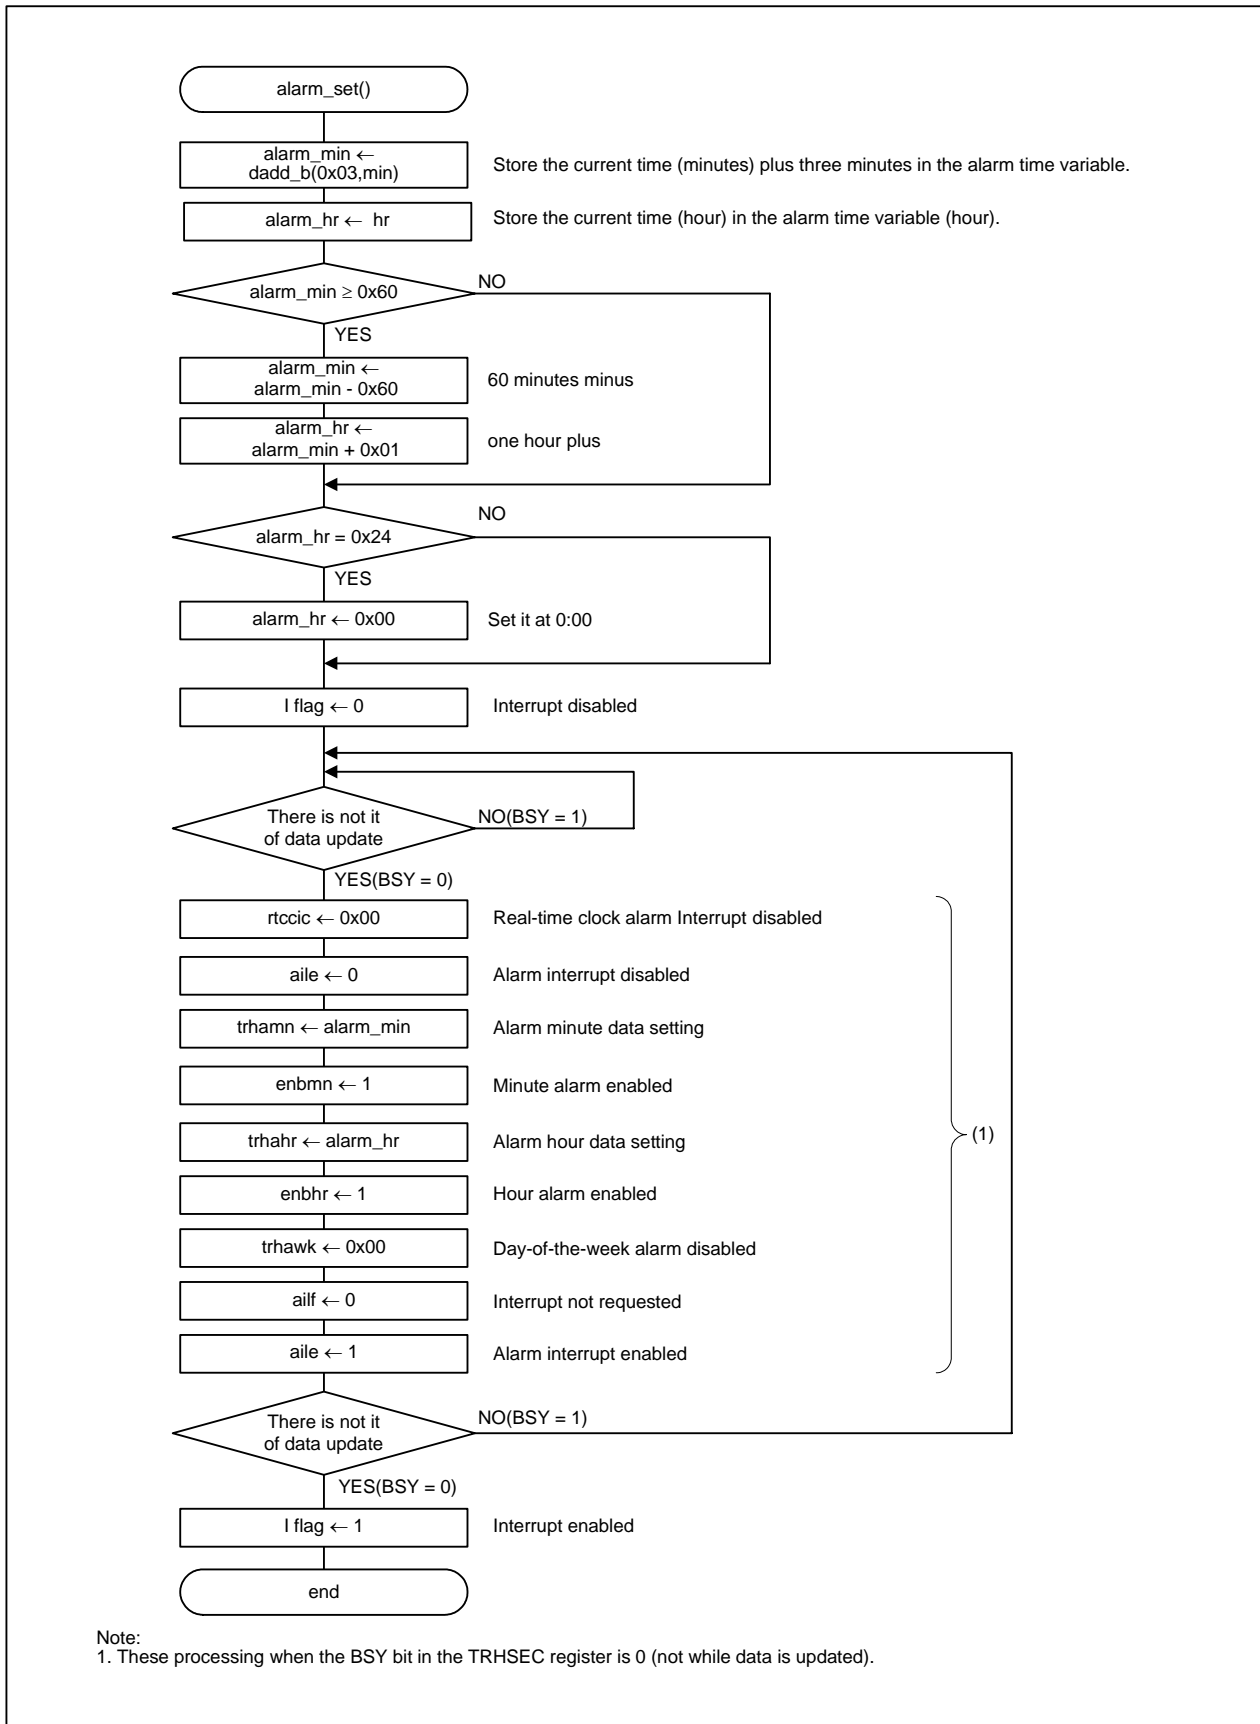 alarm_set()
alarm_min ←
dadd_b(0x03,min)
Store the current time (minutes) plus three minutes in the alarm time variable.
alarm_hr ← hr
Store the current time (hour) in the alarm time variable (hour).
alarm_min ≥ 0x60
NO
YES
alarm_min ←
alarm_min - 0x60
60 minutes minus
alarm_hr ←
alarm_min + 0x01
one hour plus
alarm_hr = 0x24
NO
YES
alarm_hr ← 0x00
Set it at 0:00
I flag ← 0
Interrupt disabled
There is not it
of data update
NO(BSY = 1)
YES(BSY = 0)
rtccic ← 0x00
Real-time clock alarm Interrupt disabled
aile ← 0
Alarm interrupt disabled
trhamn ← alarm_min
Alarm minute data setting
enbmn ← 1
Minute alarm enabled
trhahr ← alarm_hr
Alarm hour data setting
(1)
enbhr ← 1
Hour alarm enabled
trhawk ← 0x00
Day-of-the-week alarm disabled
ailf ← 0
Interrupt not requested
aile ← 1
Alarm interrupt enabled
There is not it
of data update
NO(BSY = 1)
YES(BSY = 0)
I flag ← 1
Interrupt enabled
end
Note:
1. These processing when the BSY bit in the TRHSEC register is 0 (not while data is updated).